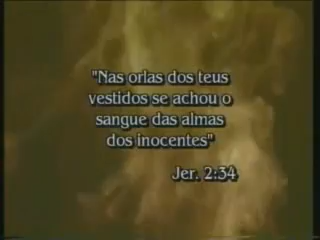 "Nas orlas dos teus
vestidos se achou o
sangue das almas
dos inocentes"
Jer. 2:34